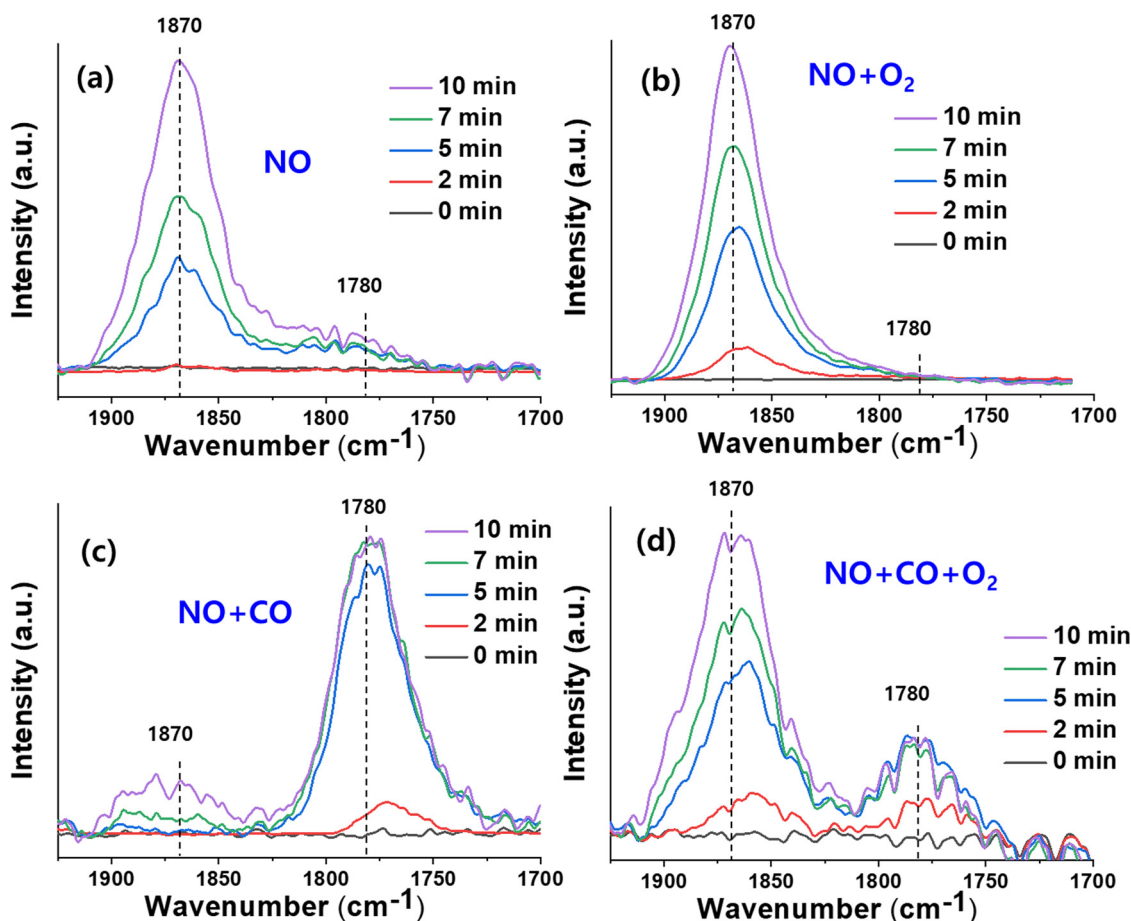 1870
(a)
10 min
7 min
5 min
2 min
0 min
NO
1780
Intensity (a.u.)
1900
1850
1800
1750
1700
Wavenumber (cm⁻¹)
1870
(b)
NO+O₂
10 min
7 min
5 min
2 min
0 min
1780
Intensity (a.u.)
1900
1850
1800
1750
1700
Wavenumber (cm⁻¹)
1780
(c)
10 min
7 min
5 min
2 min
0 min
NO+CO
1870
Intensity (a.u.)
1900
1850
1800
1750
1700
Wavenumber (cm⁻¹)
1870
(d)
NO+CO+O₂
10 min
7 min
5 min
2 min
0 min
1780
Intensity (a.u.)
1900
1850
1800
1750
1700
Wavenumber (cm⁻¹)